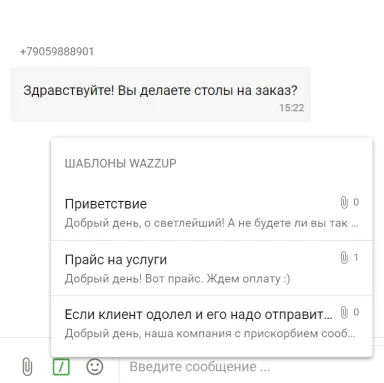 +79059888901
Здравствуйте! Вы делаете столы на заказ?
15:22
ШАБЛОНЫ WAZZUP
Приветствие 0
Добрый день, о светлейший! А не будете ли вы так ...
Прайс на услуги 1
Добрый день! Вот прайс. Ждем оплату :)
Если клиент одолел и его надо отправит... 0
Добрый день, наша компания с прискорбием сооб...
Введите сообщение ...